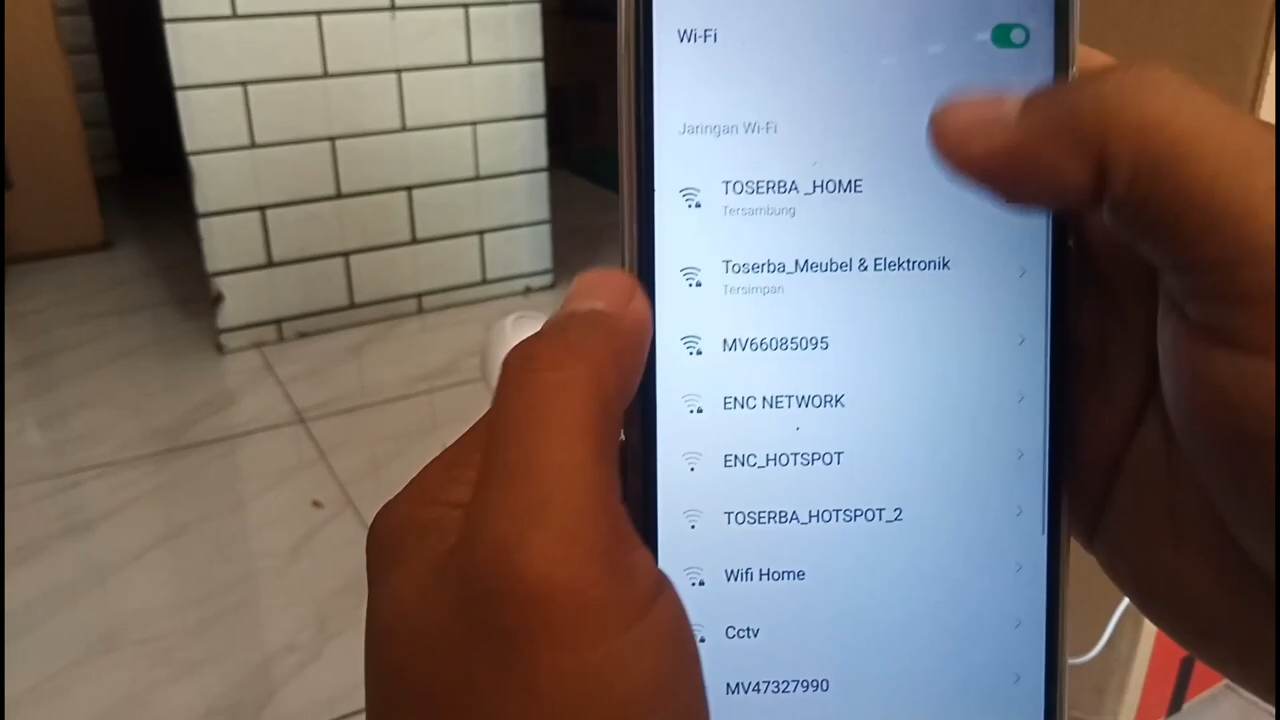 Wi-Fi
Jaringan Wi-Fi
TOSERBA _HOME
Tersambung
Toserba_Meubel & Elektronik
Tersimpan
MV66085095
ENC NETWORK
ENC_HOTSPOT
TOSERBA_HOTSPOT_2
Wifi Home
Cctv
MV47327990